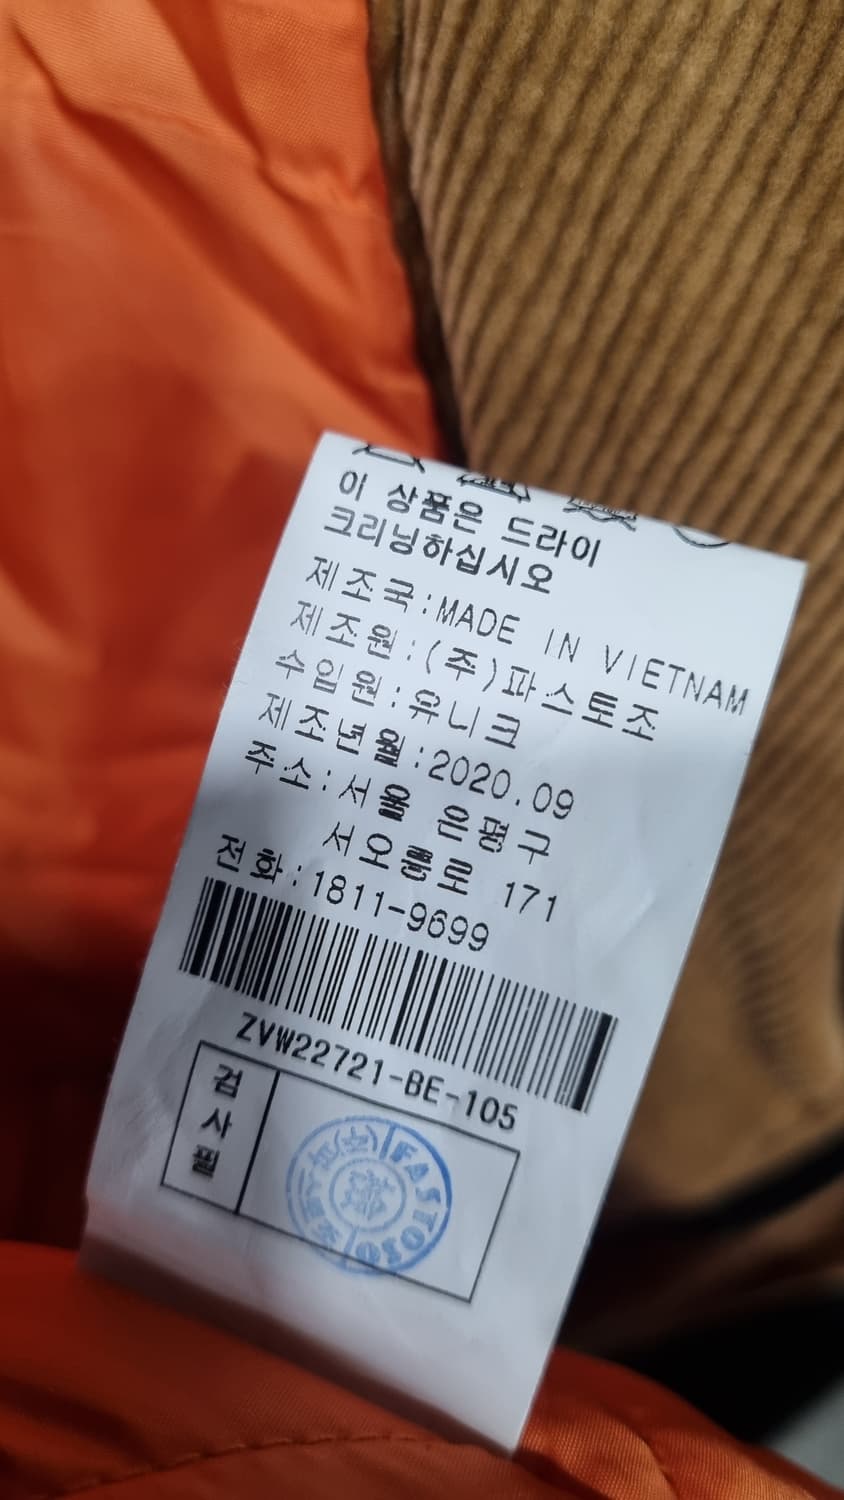 이 상품은 드라이
크리닝하십시오
제조국:MADE IN VIETNAM
제조원:(주)파스토조
수입원:유니크
제조년월:2020.09
주소:서울 은평구
서오릉로 171
전화:1811-9699
ZVW22721-BE-105
검사필
FASTOZO